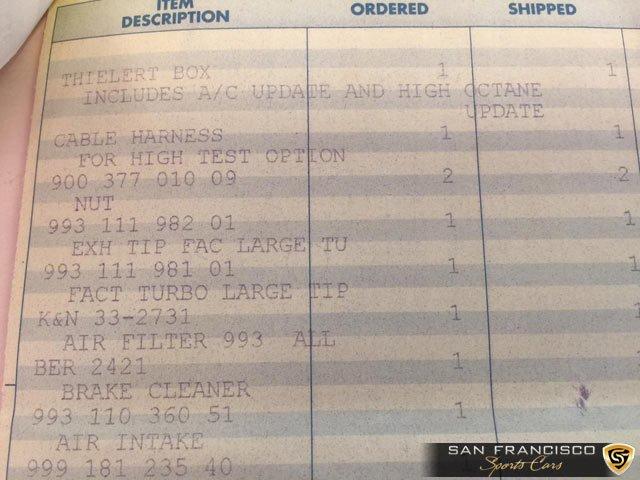 ITEM
DESCRIPTION ORDERED SHIPPED
THIELERT BOX 1 1
INCLUDES A/C UPDATE AND HIGH OCTANE
UPDATE
CABLE HARNESS 1 1
FOR HIGH TEST OPTION
900 377 010 09 2 2
NUT
993 111 982 01 1 1
EXH TIP FAC LARGE TU
993 111 981 01 1 1
FACT TURBO LARGE TIP
K&N 33-2731 1 1
AIR FILTER 993 ALL
BER 2421 1 1
BRAKE CLEANER
993 110 360 51 1
AIR INTAKE
999 181 235 40
SAN FRANCISCO
Sports Cars